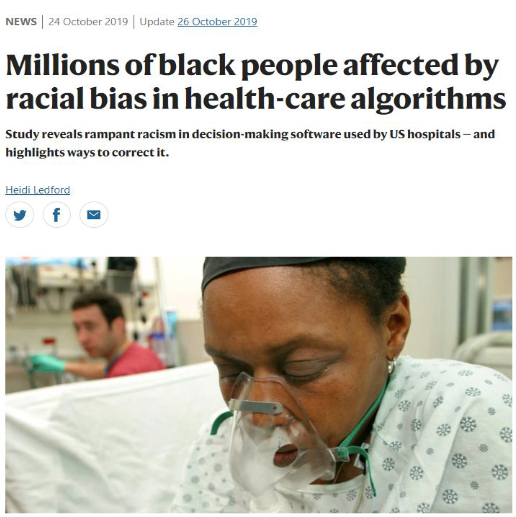 NEWS | 24 October 2019 | Update 26 October 2019
Millions of black people affected by
racial bias in health-care algorithms
Study reveals rampant racism in decision-making software used by US hospitals — and
highlights ways to correct it.
Heidi Ledford